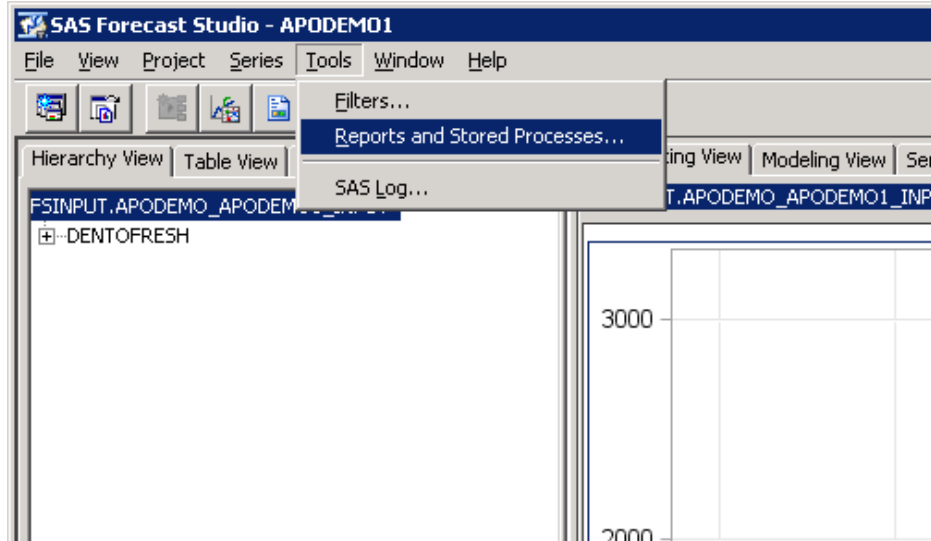 SAS Forecast Studio - APODEMO1
File View Project Series Tools Window Help
Filters...
Reports and Stored Processes...
SAS Log...
Hierarchy View Table View
ing View Modeling View Se
FSINPUT.APODEMO_APODEM
T.APODEMO_APODEMO1_INP
DENTOFRESH
3000
2000